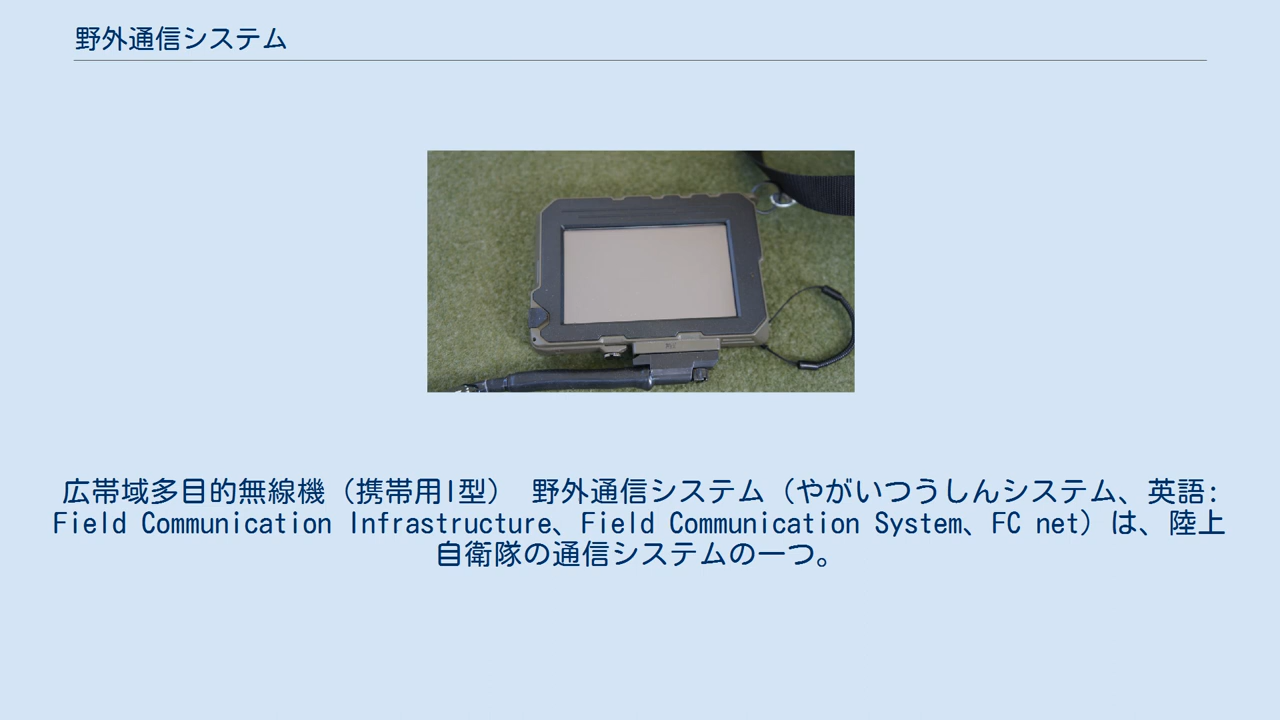 野外通信システム
広帯域多目的無線機（携帯用I型） 野外通信システム（やがいつうしんシステム、英語:
Field Communication Infrastructure、Field Communication System、FC net）は、陸上
自衛隊の通信システムの一つ。